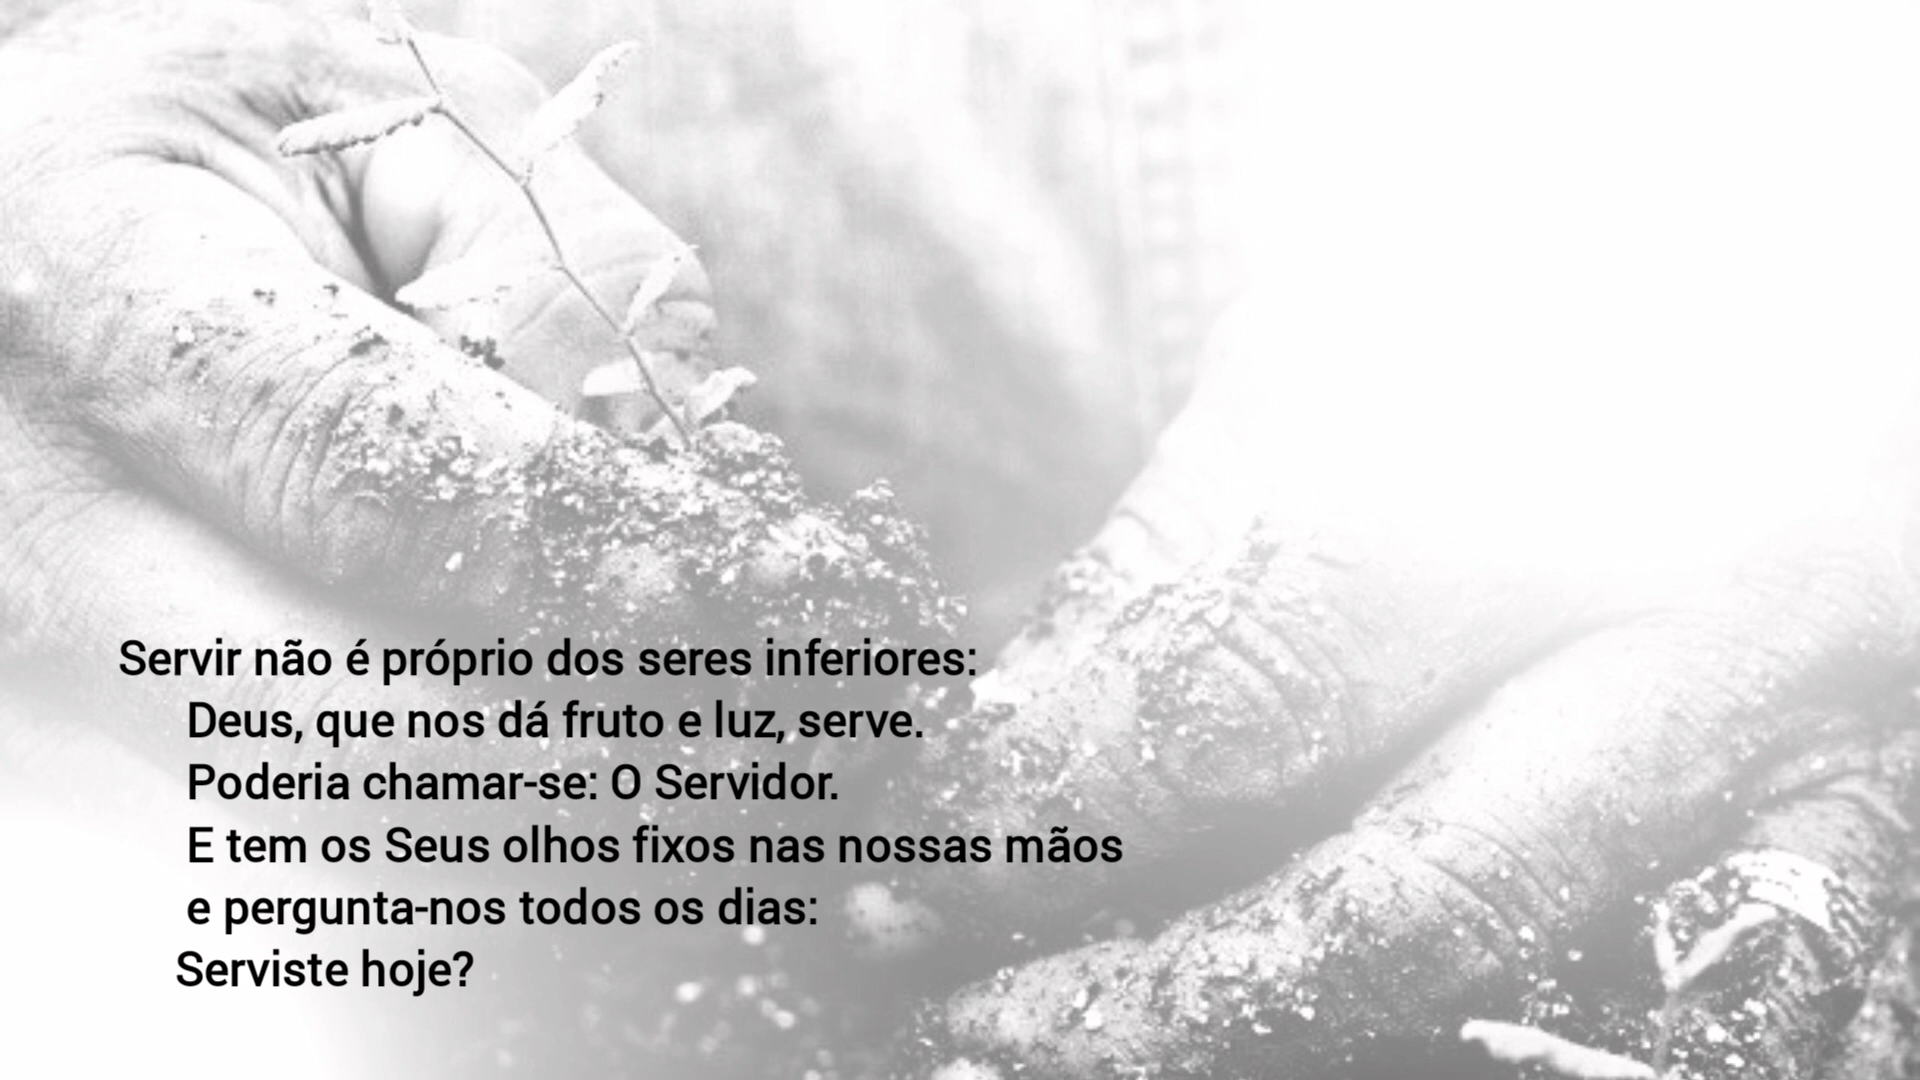 Servir não é próprio dos seres inferiores:
Deus, que nos dá fruto e luz, serve.
Poderia chamar-se: O Servidor.
E tem os Seus olhos fixos nas nossas mãos
e pergunta-nos todos os dias:
Serviste hoje?